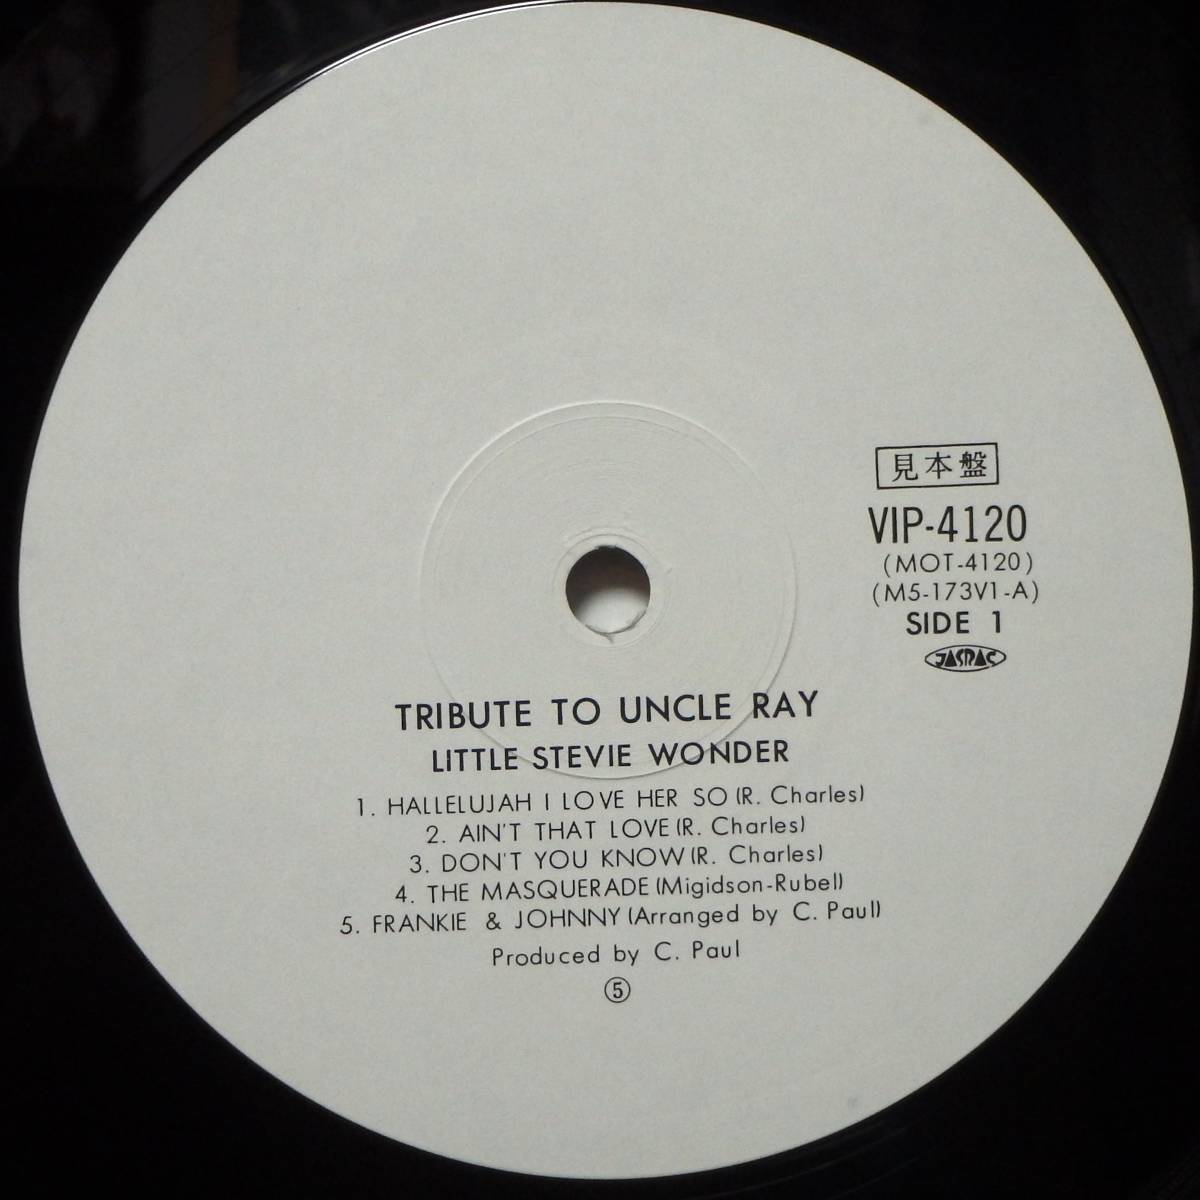 見本盤
VIP-4120
(MOT-4120)
(M5-173V1-A)
SIDE 1
JASRAC
TRIBUTE TO UNCLE RAY
LITTLE STEVIE WONDER
1. HALLELUJAH I LOVE HER SO (R. Charles)
2. AIN'T THAT LOVE (R. Charles)
3. DON'T YOU KNOW (R. Charles)
4. THE MASQUERADE (Migidson-Rubel)
5. FRANKIE & JOHNNY (Arranged by C. Paul)
Produced by C. Paul
⑤